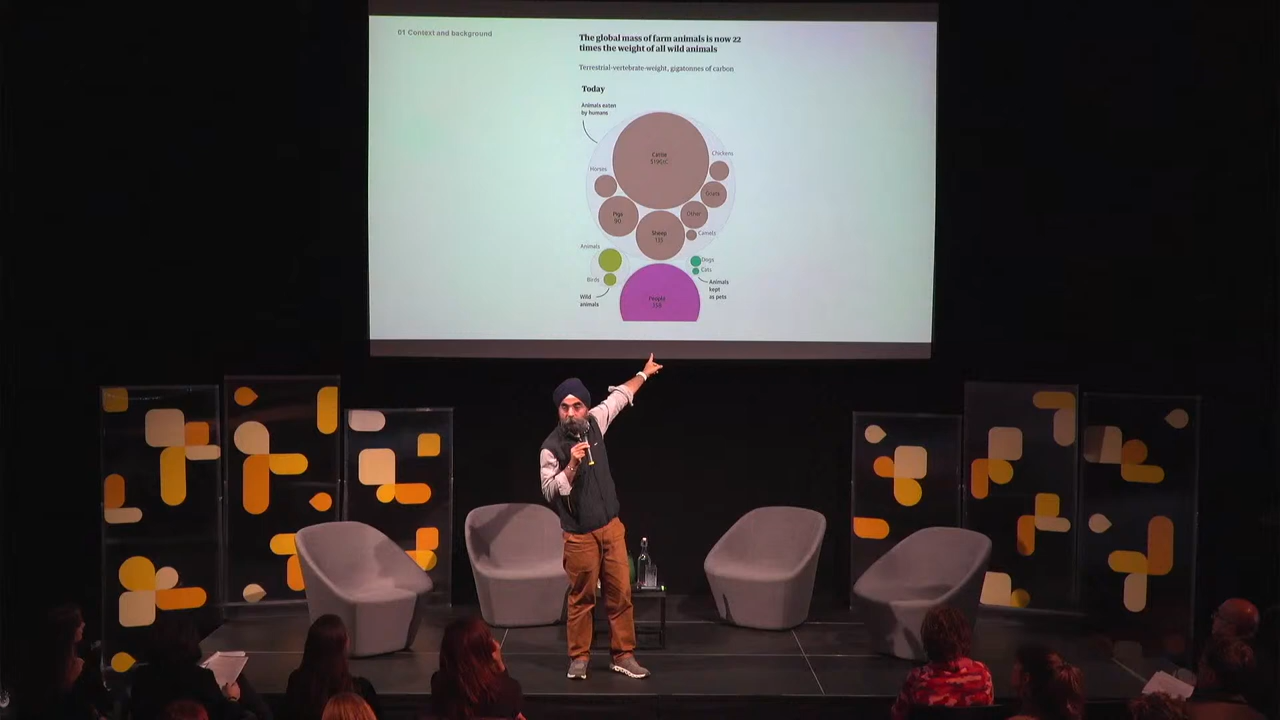 01 Context and background
The global mass of farm animals is now 22
times the weight of all wild animals
Terrestrial-vertebrate-weight, gigatonnes of carbon
Today
Animals eaten
by humans
Cattle
Chickens
Horses
Goats
Pigs
90
Other
Sheep
135
Camels
Animals
Dogs
Cats
Birds
Animals
kept
as pets
Wild
animals
People